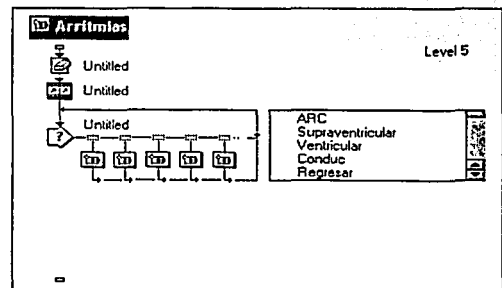 Arritmias
Level 5
Untitled
Untitled
Untitled
?
ARC
Supraventricular
Ventricular
Conduc
Regresar